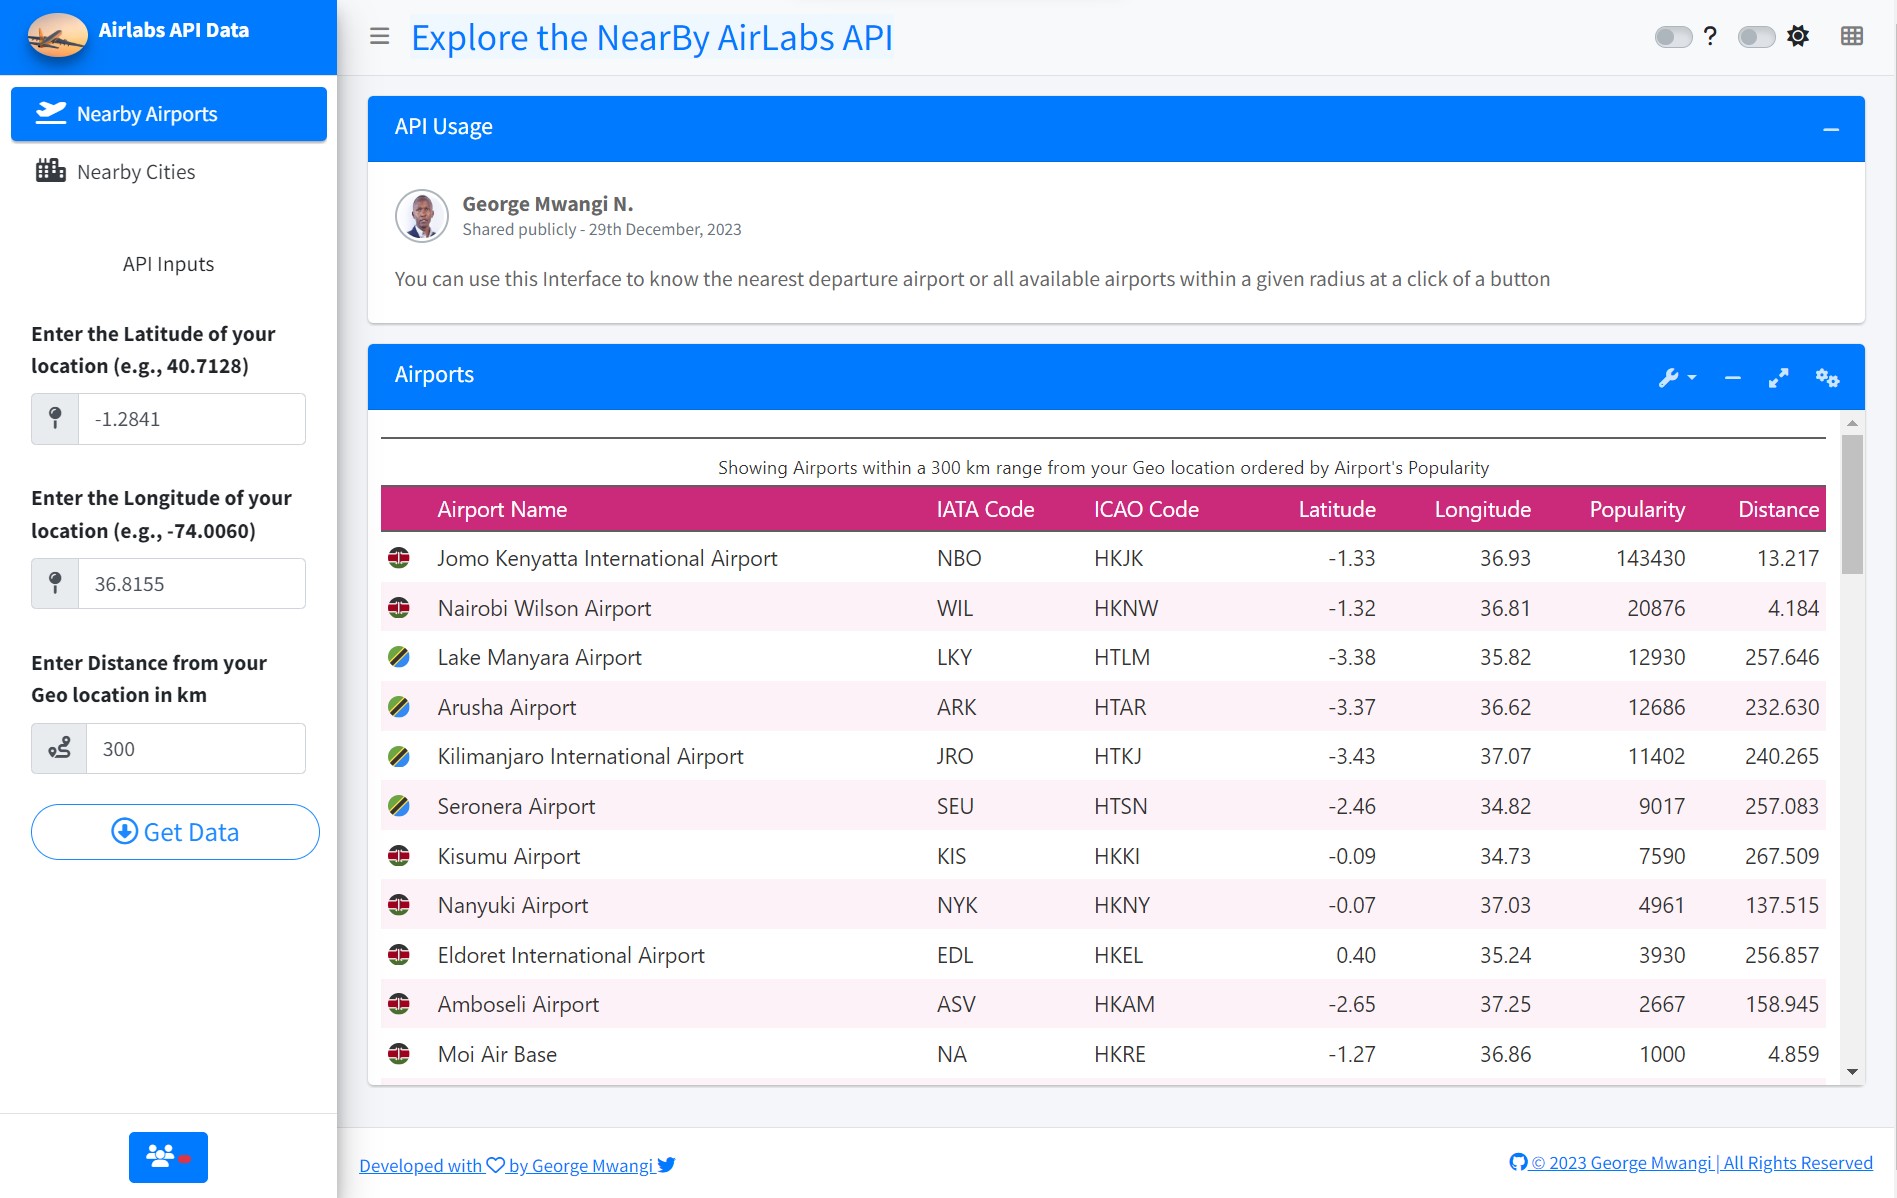 Airlabs API Data
Explore the NearBy AirLabs API
?
Nearby Airports
Nearby Cities
API Inputs
Enter the Latitude of your
location (e.g., 40.7128)
-1.2841
Enter the Longitude of your
location (e.g., -74.0060)
36.8155
Enter Distance from your
Geo location in km
300
Get Data
API Usage
George Mwangi N.
Shared publicly - 29th December, 2023
You can use this Interface to know the nearest departure airport or all available airports within a given radius at a click of a button
Airports
Showing Airports within a 300 km range from your Geo location ordered by Airport's Popularity
Airport Name IATA Code ICAO Code Latitude Longitude Popularity Distance
Jomo Kenyatta International Airport NBO HKJK -1.33 36.93 143430 13.217
Nairobi Wilson Airport WIL HKNW -1.32 36.81 20876 4.184
Lake Manyara Airport LKY HTLM -3.38 35.82 12930 257.646
Arusha Airport ARK HTAR -3.37 36.62 12686 232.630
Kilimanjaro International Airport JRO HTKJ -3.43 37.07 11402 240.265
Seronera Airport SEU HTSN -2.46 34.82 9017 257.083
Kisumu Airport KIS HKKI -0.09 34.73 7590 267.509
Nanyuki Airport NYK HKNY -0.07 37.03 4961 137.515
Eldoret International Airport EDL HKEL 0.40 35.24 3930 256.857
Amboseli Airport ASV HKAM -2.65 37.25 2667 158.945
Moi Air Base NA HKRE -1.27 36.86 1000 4.859
Developed with by George Mwangi
© 2023 George Mwangi | All Rights Reserved